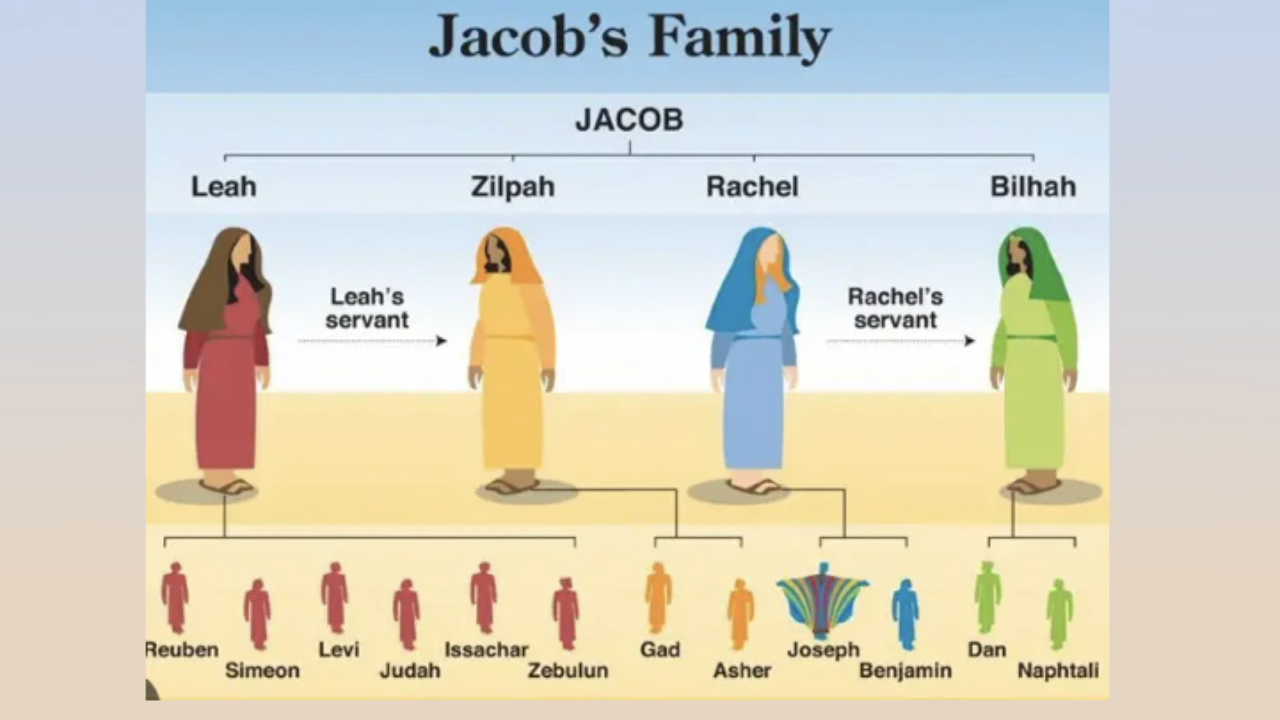 Jacob's Family
JACOB
Leah Zilpah Rachel Bilhah
Leah's
servant
Rachel's
servant
Reuben Simeon Levi Judah Issachar Zebulun Gad Asher Joseph Benjamin Dan Naphtali